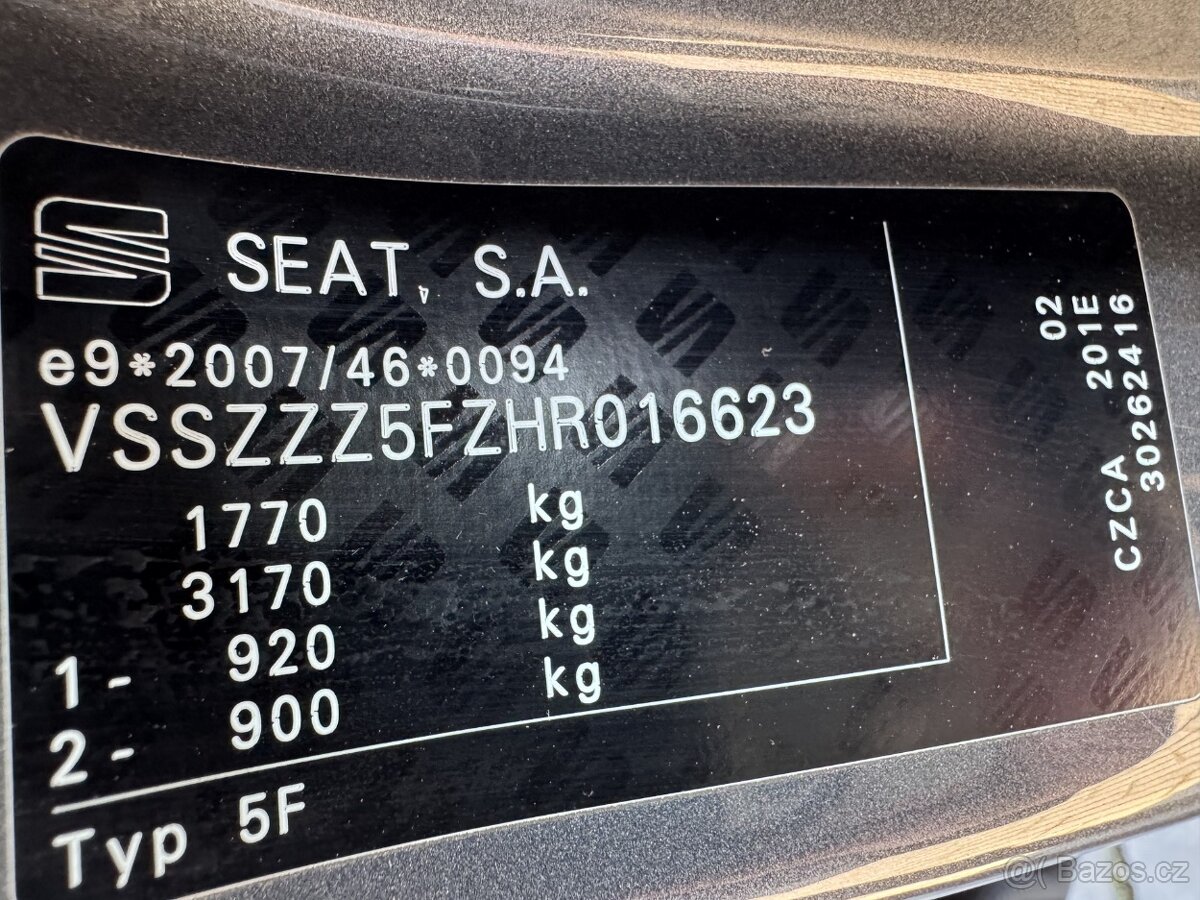 SEAT, S.A.
e9*2007/46*0094
VSSZZZ5FZHR016623
1770 kg
3170 kg
1- 920 kg
2- 900 kg
Typ 5F
02
201E
30262416
CZCA
@( Bazos.cz